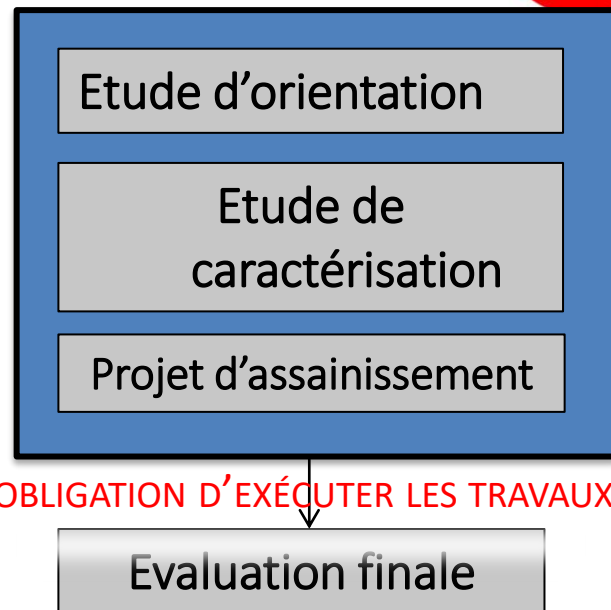 Etude d’orientation
Etude de
caractérisation
Projet d’assainissement
OBLIGATION D’EXÉCUTER LES TRAVAUX
Evaluation finale